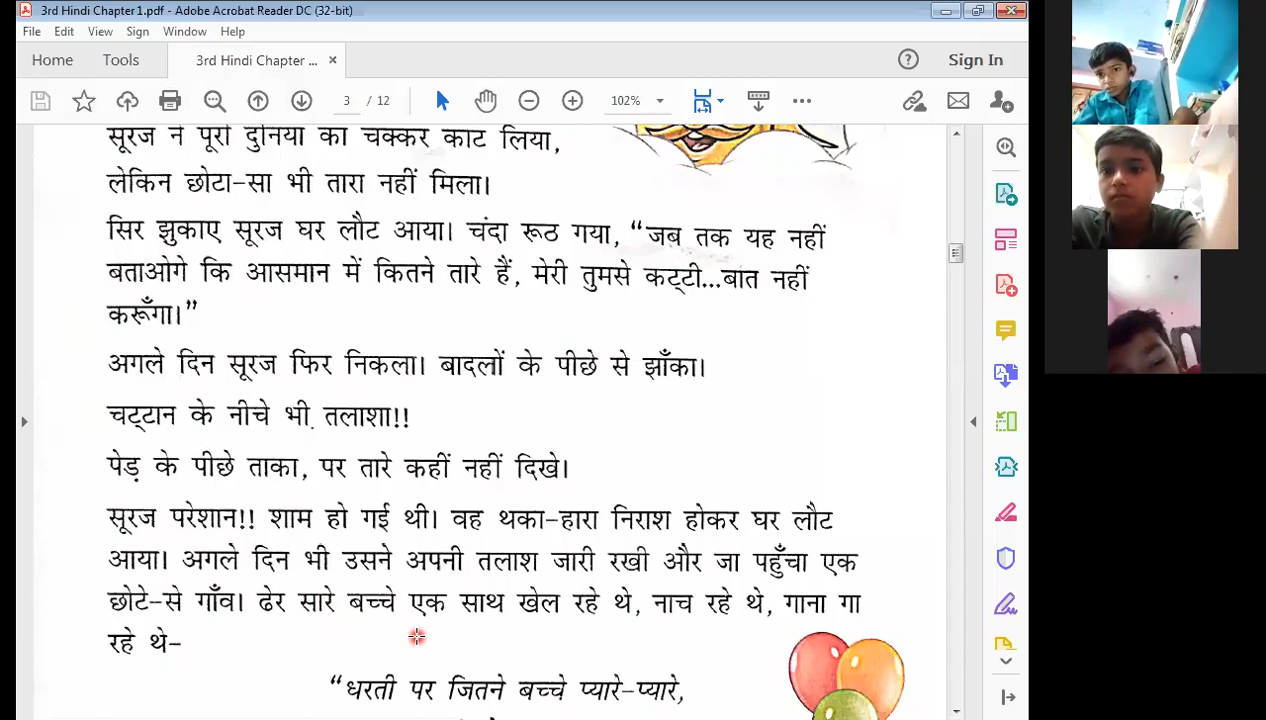 3rd Hindi Chapter 1.pdf - Adobe Acrobat Reader DC (32-bit)
File Edit View Sign Window Help
Home Tools 3rd Hindi Chapter ... × Sign In
3 / 12 102%
सूरज ने पूरी दुनिया का चक्कर काट लिया,
लेकिन छोटा-सा भी तारा नहीं मिला।
सिर झुकाए सूरज घर लौट आया। चंदा रूठ गया, “जब तक यह नहीं
बताओगे कि आसमान में कितने तारे हैं, मेरी तुमसे कट्टी...बात नहीं
करूँगा।”
अगले दिन सूरज फिर निकला। बादलों के पीछे से झाँका।
चट्टान के नीचे भी तलाशा!!
पेड़ के पीछे ताका, पर तारे कहीं नहीं दिखे।
सूरज परेशान!! शाम हो गई थी। वह थका-हारा निराश होकर घर लौट
आया। अगले दिन भी उसने अपनी तलाश जारी रखी और जा पहुँचा एक
छोटे-से गाँव। ढेर सारे बच्चे एक साथ खेल रहे थे, नाच रहे थे, गाना गा
रहे थे-
“धरती पर जितने बच्चे प्यारे-प्यारे,